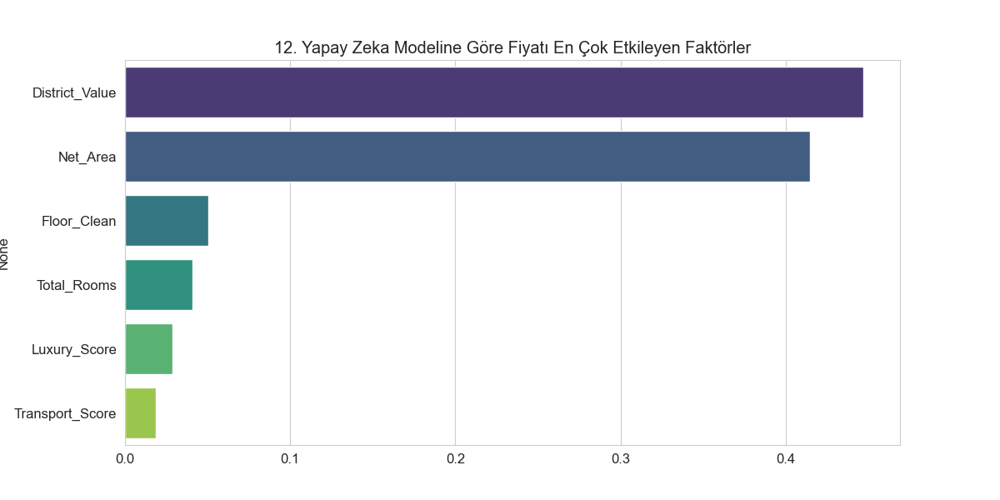 12. Yapay Zeka Modeline Göre Fiyatı En Çok Etkileyen Faktörler
None
District_Value
Net_Area
Floor_Clean
Total_Rooms
Luxury_Score
Transport_Score
0.0 0.1 0.2 0.3 0.4